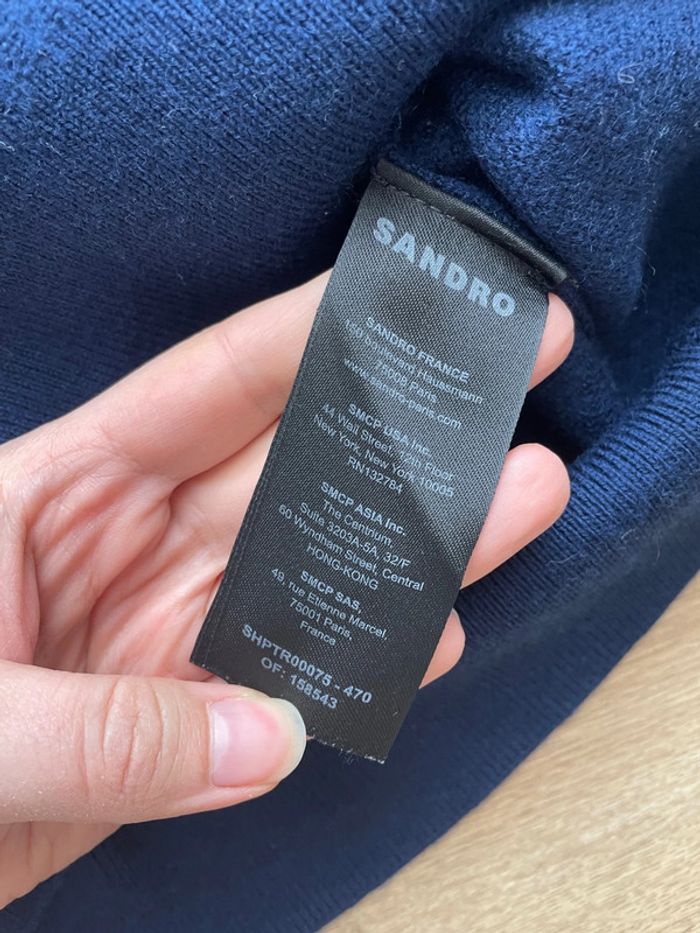 SANDRO
SANDRO FRANCE
150 boulevard Haussmann
75008 Paris
www.sandro-paris.com
SMCP USA Inc.
44 Wall Street, 12th Floor
New York, New York 10005
RN132784
SMCP ASIA Inc.
The Centrium,
Suite 3203A-5A, 32/F
60 Wyndham Street, Central
HONG-KONG
SMCP SAS,
49, rue Etienne Marcel,
75001 Paris,
France
SHPTR00075 - 470
OF: 158543